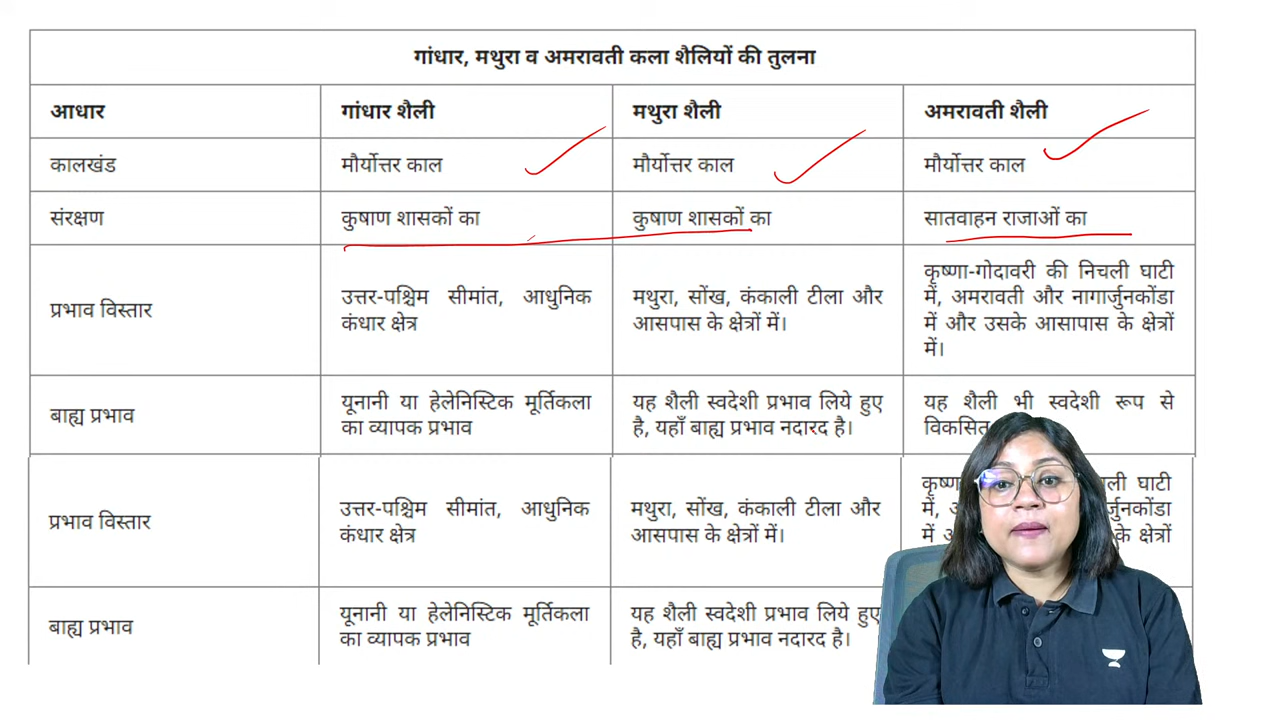 गांधार, मथुरा व अमरावती कला शैलियों की तुलना
आधार गांधार शैली मथुरा शैली अमरावती शैली
कालखंड मौर्योत्तर काल मौर्योत्तर काल मौर्योत्तर काल
संरक्षण कुषाण शासकों का कुषाण शासकों का सातवाहन राजाओं का
प्रभाव विस्तार
उत्तर-पश्चिम सीमांत, आधुनिक
कंधार क्षेत्र
मथुरा, सोंख, कंकाली टीला और
आसपास के क्षेत्रों में।
कृष्णा-गोदावरी की निचली घाटी
में, अमरावती और नागार्जुनकोंडा
में और उसके आसापास के क्षेत्रों
में।
बाह्य प्रभाव
यूनानी या हेलेनिस्टिक मूर्तिकला
का व्यापक प्रभाव
यह शैली स्वदेशी प्रभाव लिये हुए
है, यहाँ बाह्य प्रभाव नदारद है।
यह शैली भी स्वदेशी रूप से
विकसित
प्रभाव विस्तार
उत्तर-पश्चिम सीमांत, आधुनिक
कंधार क्षेत्र
मथुरा, सोंख, कंकाली टीला और
आसपास के क्षेत्रों में।
घाटी
में,
में के क्षेत्रों
बाह्य प्रभाव
यूनानी या हेलेनिस्टिक मूर्तिकला
का व्यापक प्रभाव
यह शैली स्वदेशी प्रभाव लिये हुए
है, यहाँ बाह्य प्रभाव नदारद है।